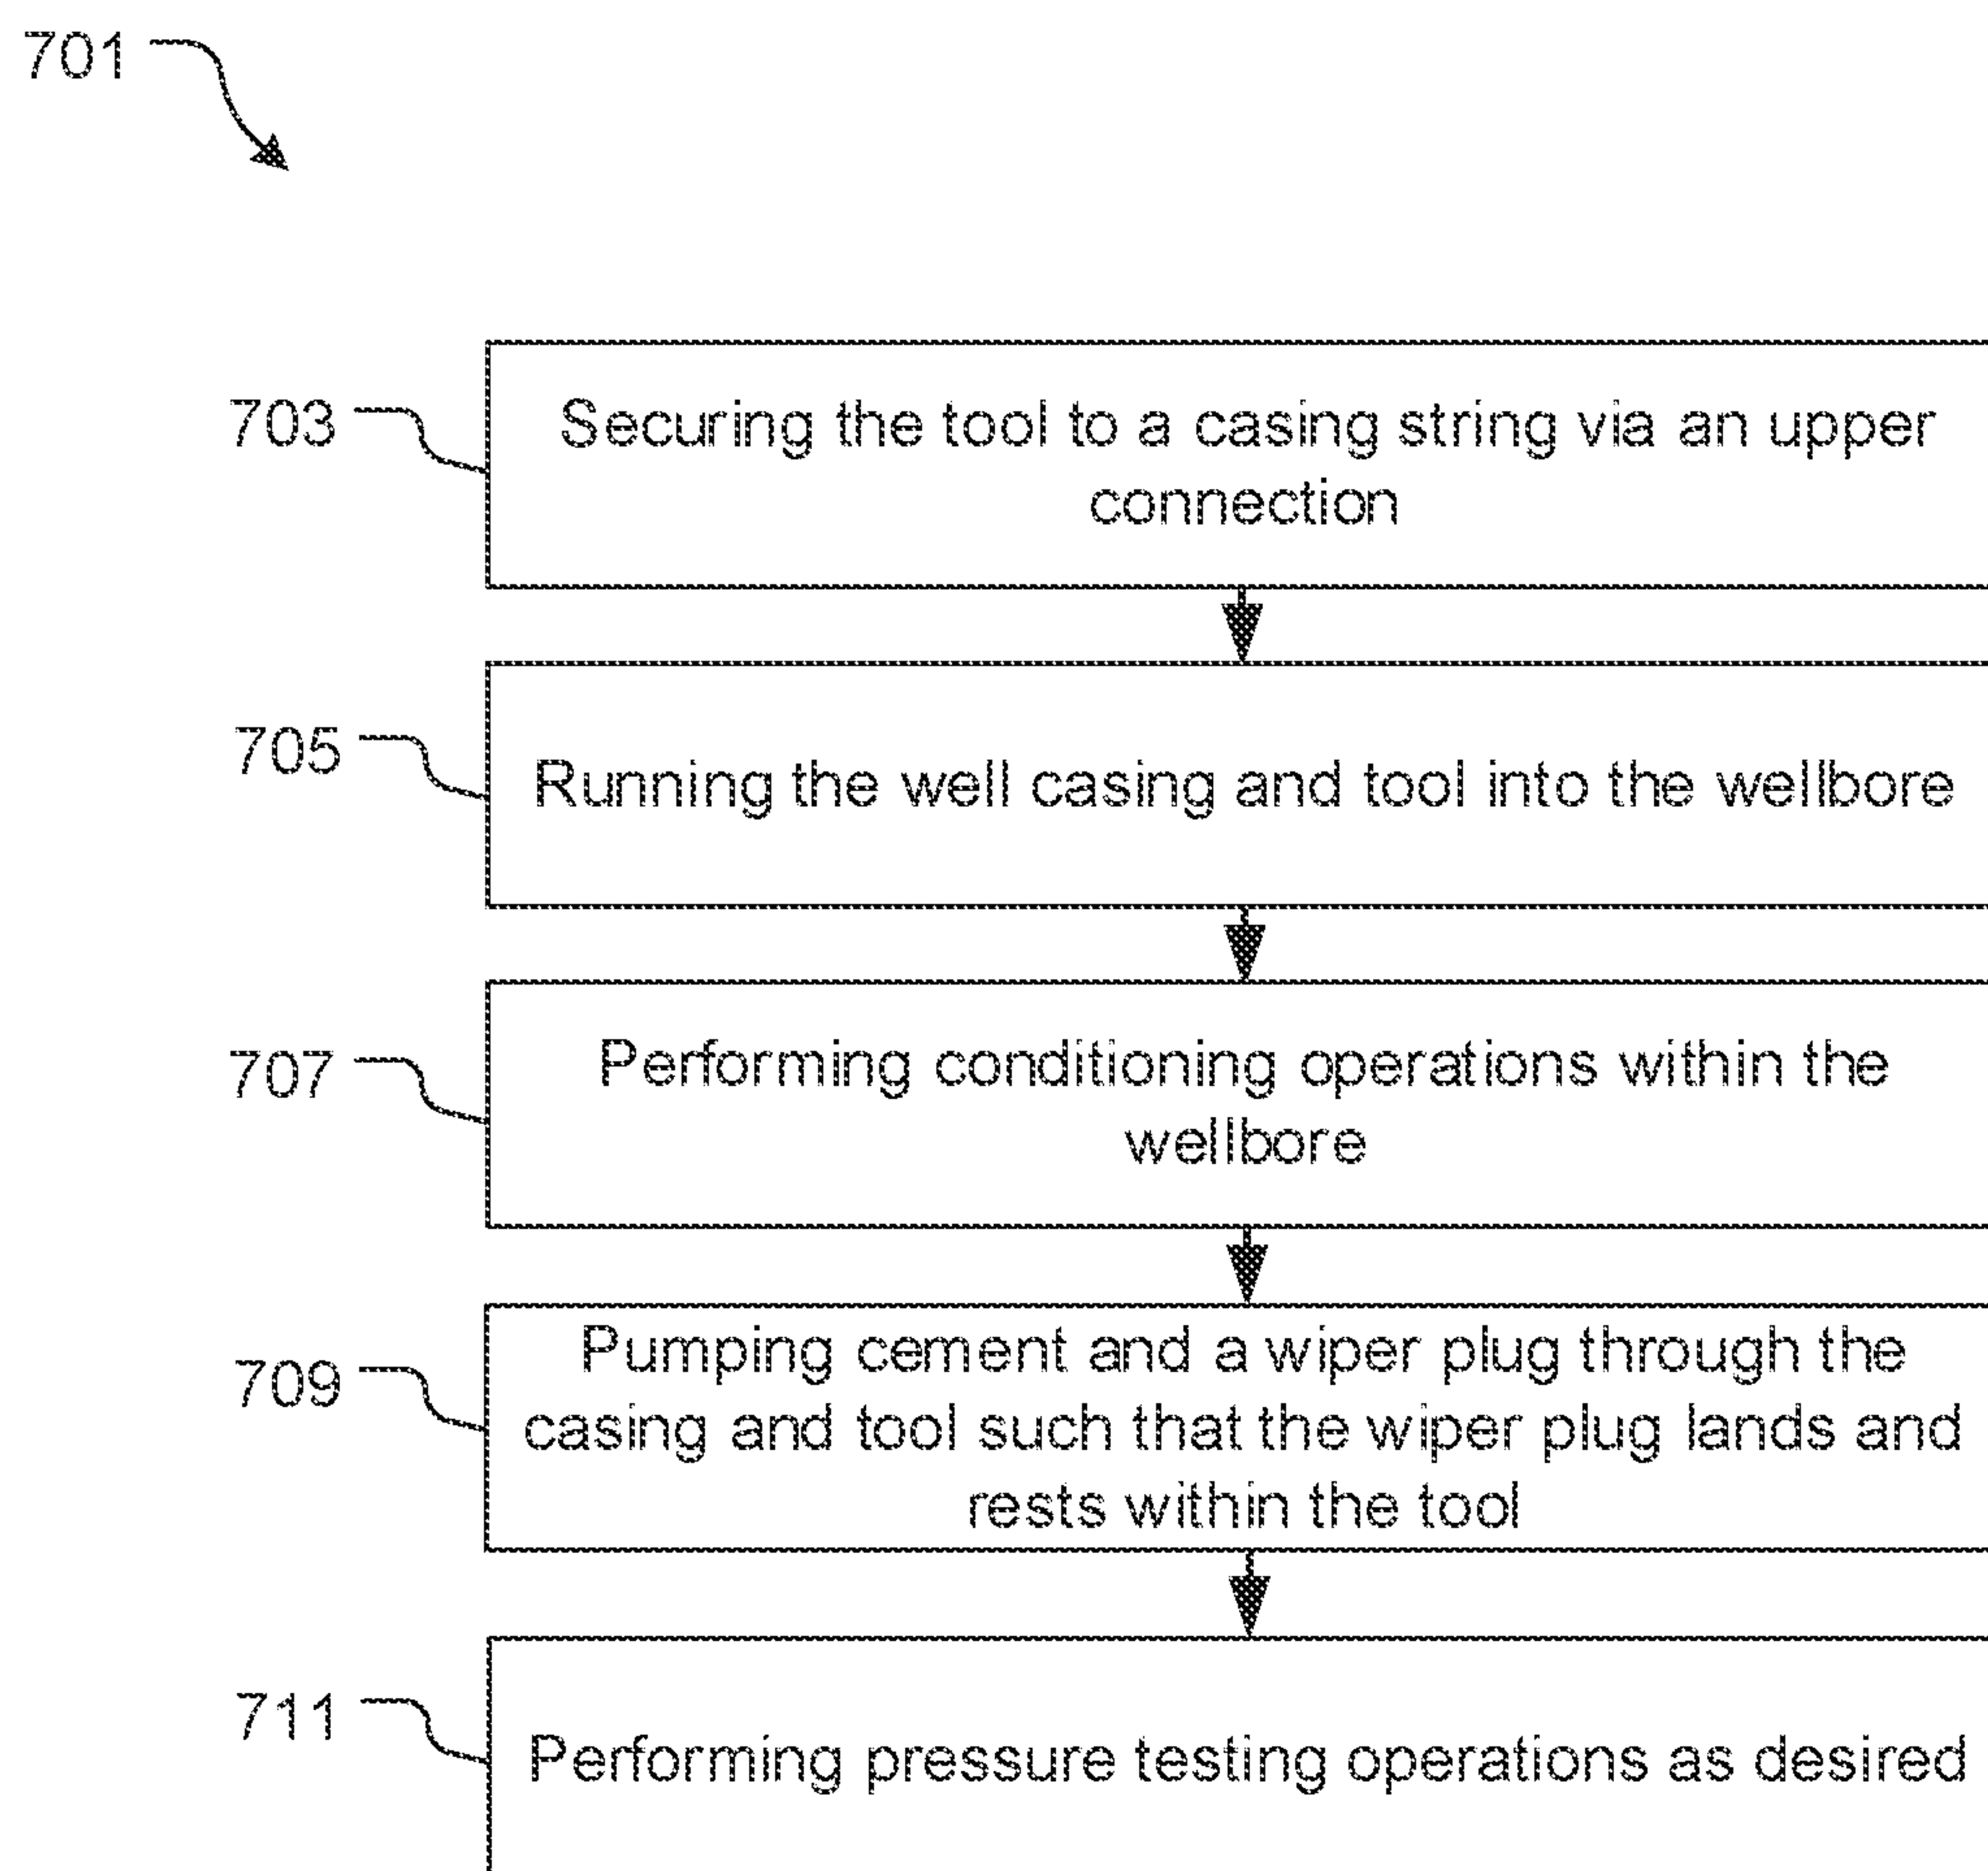 701
703
Securing the tool to a casing string via an upper
connection
705
Running the well casing and tool into the wellbore
707
Performing conditioning operations within the
wellbore
709
Pumping cement and a wiper plug through the
casing and tool such that the wiper plug lands and
rests within the tool
711
Performing pressure testing operations as desired